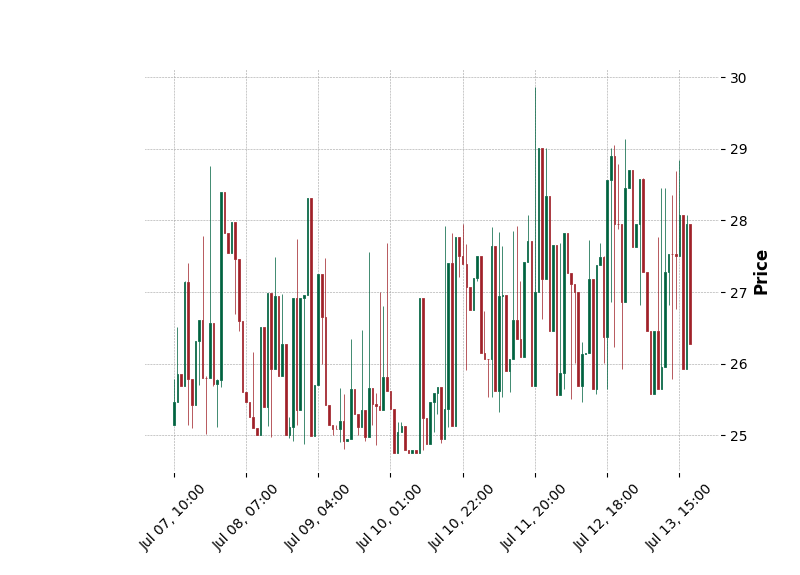 30
29
28
27
26
25
Price
Jul 07, 10:00
Jul 08, 07:00
Jul 09, 04:00
Jul 10, 01:00
Jul 10, 22:00
Jul 11, 20:00
Jul 12, 18:00
Jul 13, 15:00